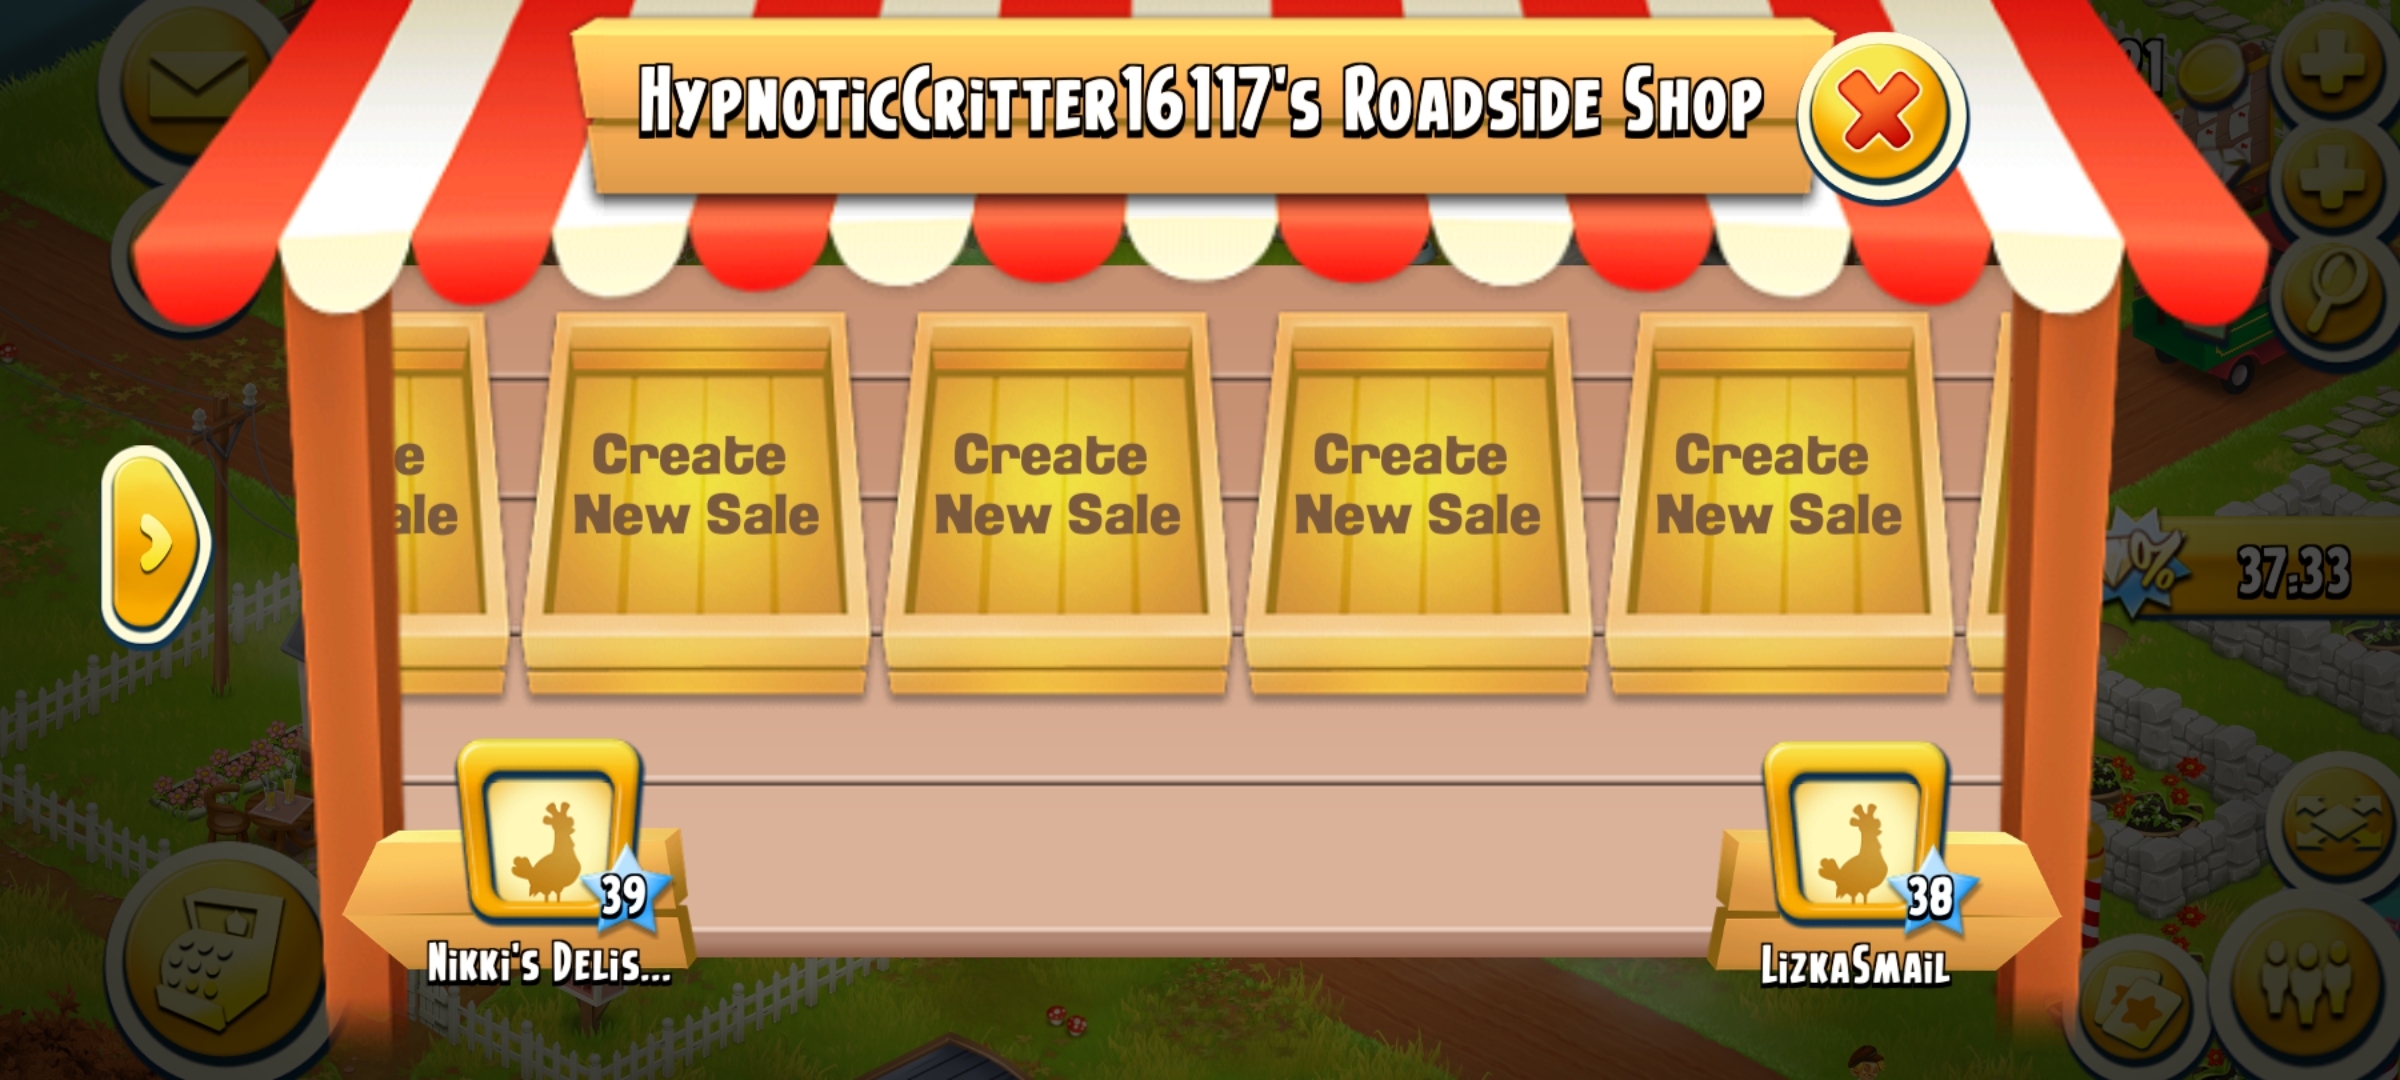 HypnoticCritter16117's Roadside Shop
e
ale
Create
New Sale
Create
New Sale
Create
New Sale
Create
New Sale
37:33
39
Nikki's Delis...
38
LizkaSmail